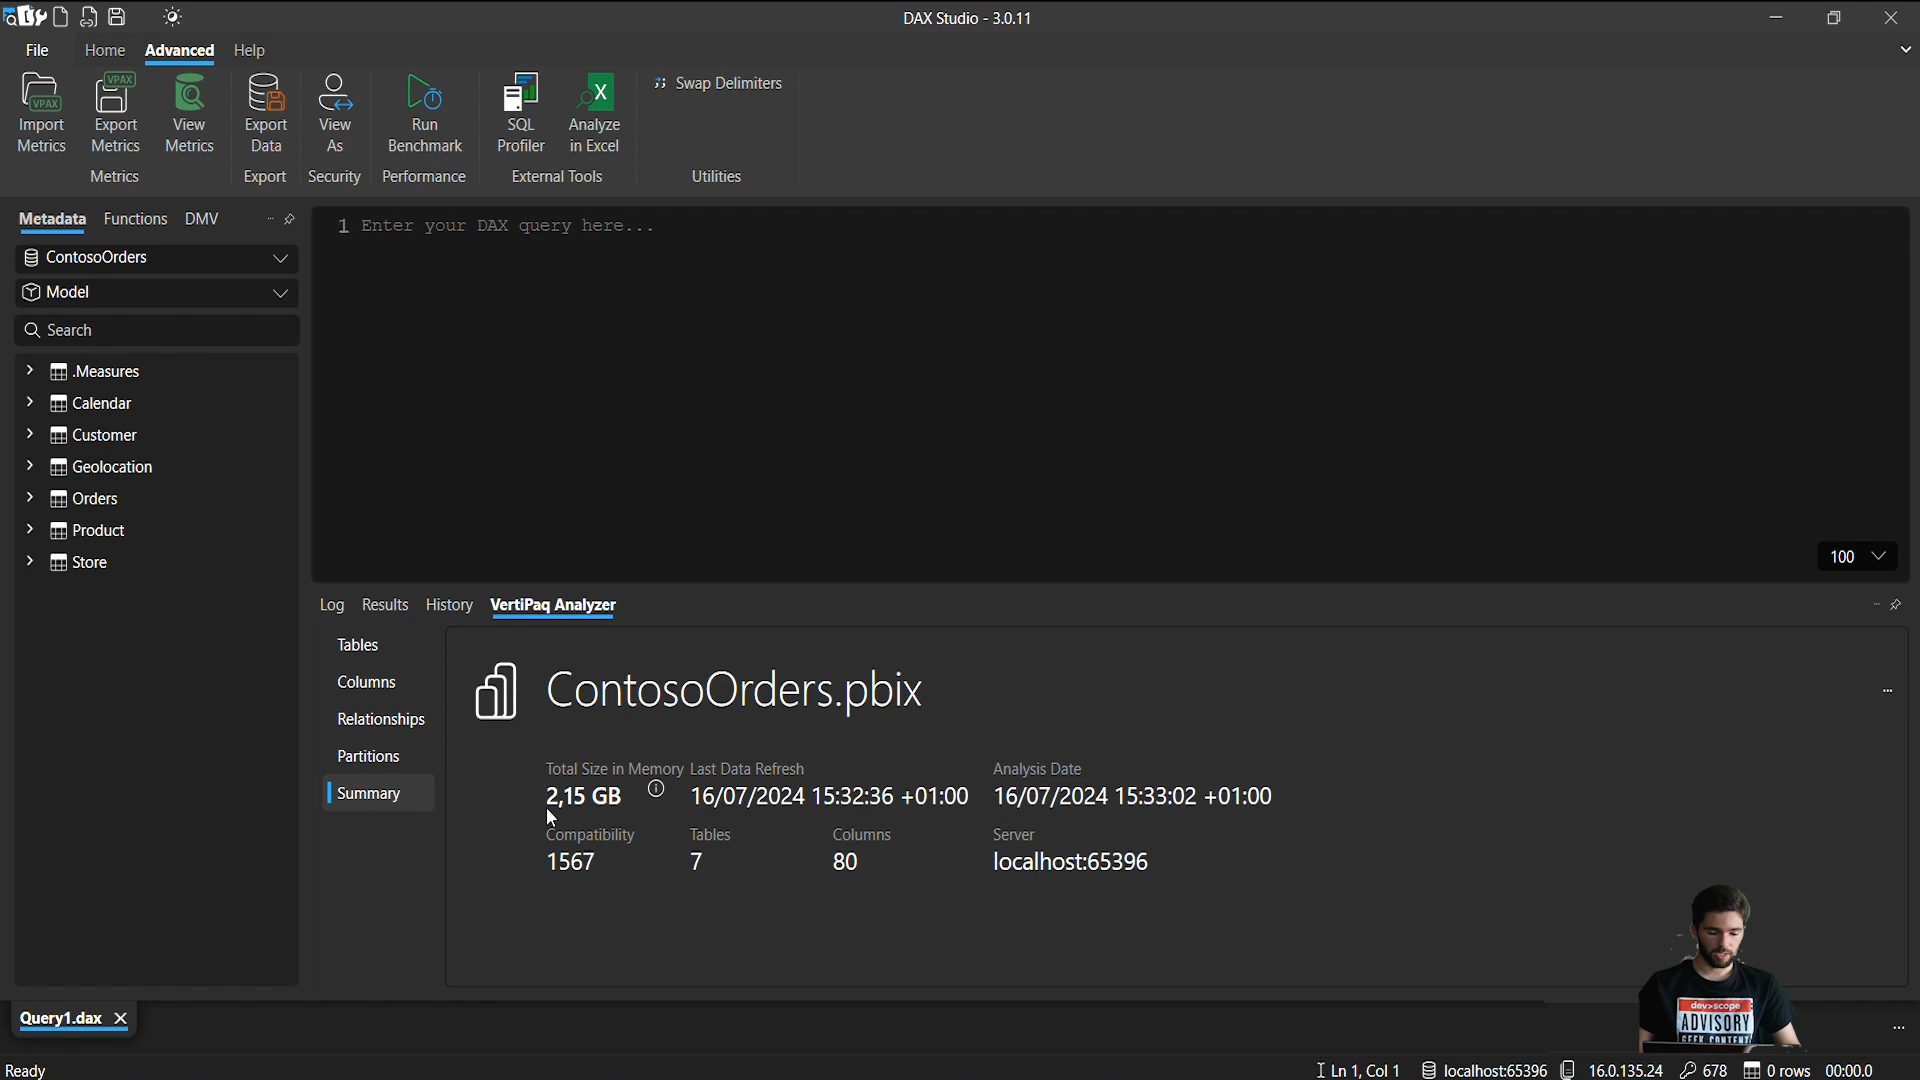 DAX Studio - 3.0.11
File Home Advanced Help
VPAX VPAX
Import Metrics
Export Metrics
View Metrics
Export Data
View As
Run Benchmark
SQL Profiler
Analyze in Excel
Swap Delimiters
Metrics Export Security Performance External Tools Utilities
Metadata Functions DMV
ContosoOrders
Model
Search
.Measures
Calendar
Customer
Geolocation
Orders
Product
Store
1 Enter your DAX query here...
100
Log Results History VertiPaq Analyzer
Tables
Columns
Relationships
Partitions
Summary
ContosoOrders.pbix
Total Size in Memory Last Data Refresh Analysis Date
2,15 GB 16/07/2024 15:32:36 +01:00 16/07/2024 15:33:02 +01:00
Compatibility Tables Columns Server
1567 7 80 localhost:65396
dev>scope
ADVISORY
GEEK CONTENT
Query1.dax
Ready Ln 1, Col 1 localhost:65396 16.0.135.24 678 0 rows 00:00.0